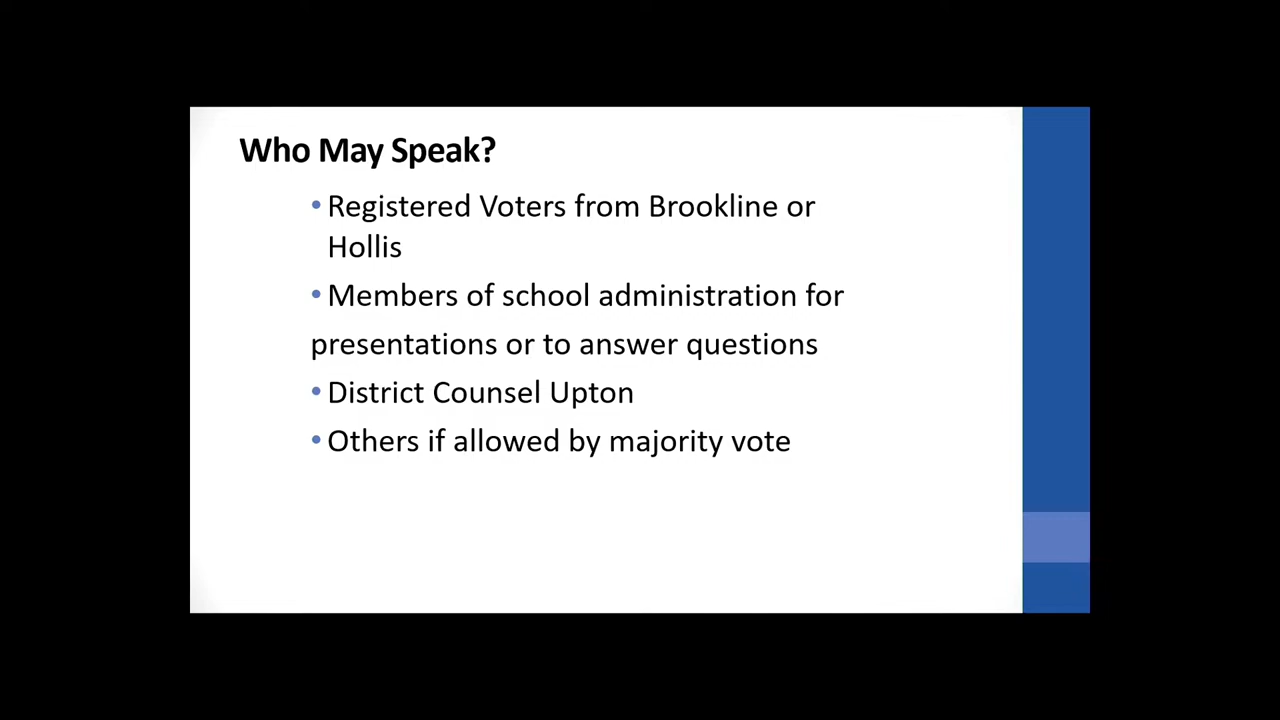 Who May Speak?
• Registered Voters from Brookline or
Hollis
• Members of school administration for
presentations or to answer questions
• District Counsel Upton
• Others if allowed by majority vote